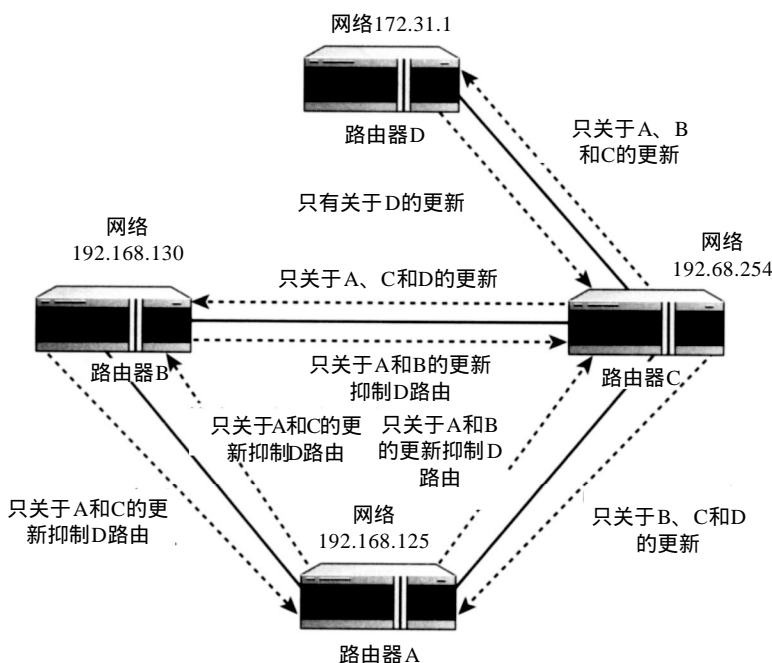 网络172.31.1
路由器D
只关于A、B
和C的更新
只有关于D的更新
网络
192.168.130
网络
192.68.254
只关于A、C和D的更新
路由器B
只关于A和B的更新
抑制D路由
路由器C
只关于A和C的更
新抑制D路由
只关于A和B
的更新抑制D
路由
只关于A和C的更
新抑制D路由
网络
192.168.125
只关于B、C和D
的更新
路由器A